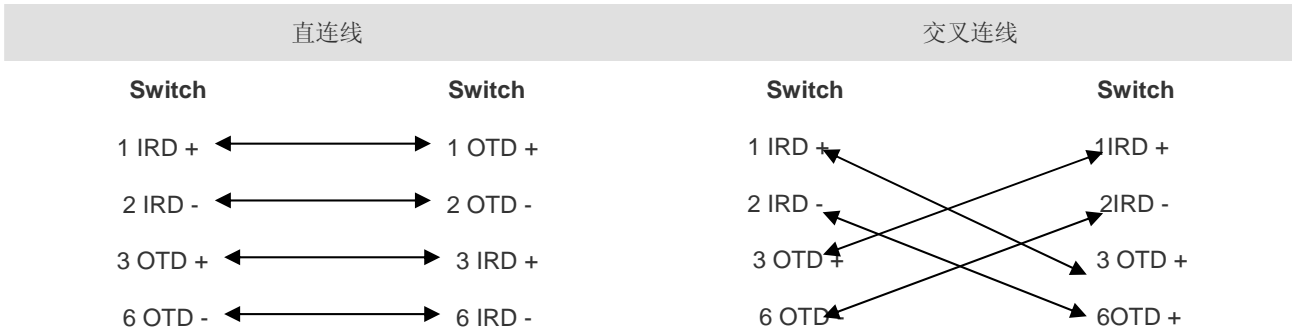 直连线 交叉连线
Switch Switch Switch Switch
1 IRD + 1 OTD + 1 IRD + 1IRD +
2 IRD - 2 OTD - 2 IRD - 2IRD -
3 OTD + 3 IRD + 3 OTD + 3 OTD +
6 OTD - 6 IRD - 6 OTD - 6OTD +